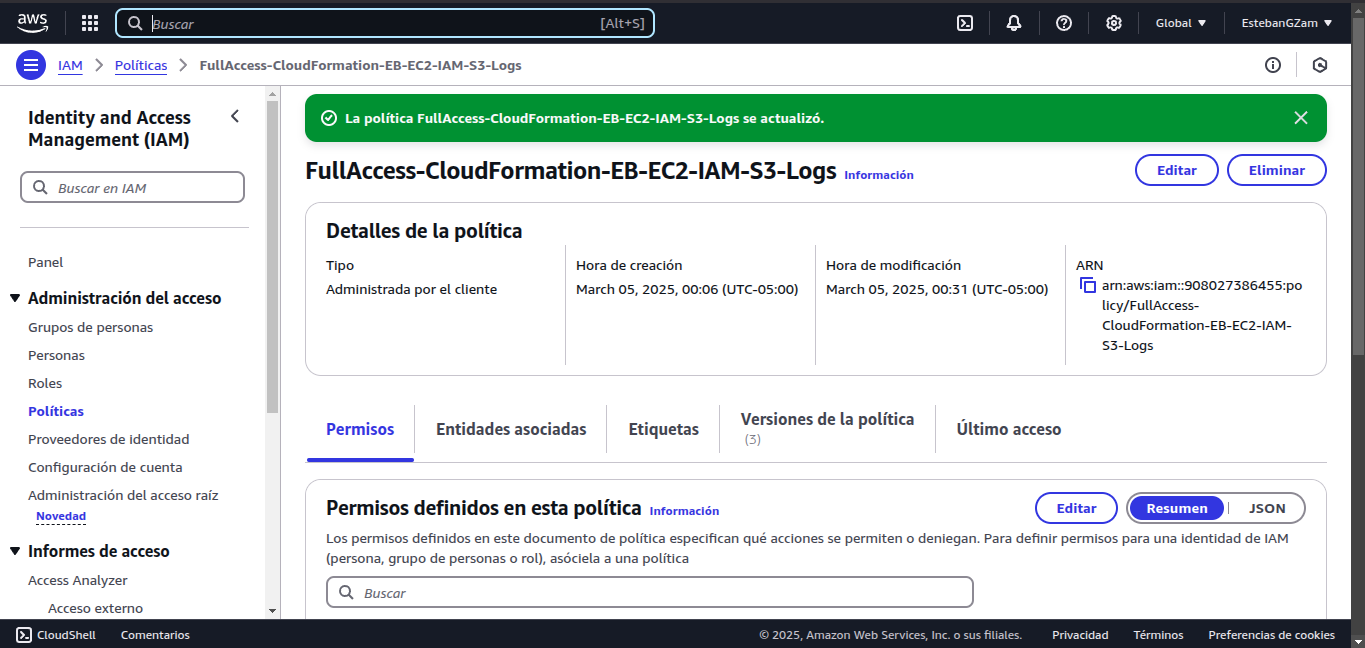 aws
Buscar
[Alt+S]
Global
EstebanGZam
IAM
Políticas
FullAccess-CloudFormation-EB-EC2-IAM-S3-Logs
Identity and Access
Management (IAM)
Buscar en IAM
Panel
Administración del acceso
Grupos de personas
Personas
Roles
Políticas
Proveedores de identidad
Configuración de cuenta
Administración del acceso raíz
Novedad
Informes de acceso
Access Analyzer
Acceso externo
La política FullAccess-CloudFormation-EB-EC2-IAM-S3-Logs se actualizó.
FullAccess-CloudFormation-EB-EC2-IAM-S3-Logs Información
Editar
Eliminar
Detalles de la política
Tipo
Administrada por el cliente
Hora de creación
March 05, 2025, 00:06 (UTC-05:00)
Hora de modificación
March 05, 2025, 00:31 (UTC-05:00)
ARN
arn:aws:iam::908027386455:po
licy/FullAccess-
CloudFormation-EB-EC2-IAM-
S3-Logs
Permisos
Entidades asociadas
Etiquetas
Versiones de la política
(3)
Último acceso
Permisos definidos en esta política Información
Editar
Resumen
JSON
Los permisos definidos en este documento de política especifican qué acciones se permiten o deniegan. Para definir permisos para una identidad de IAM
(persona, grupo de personas o rol), asóciela a una política
Buscar
CloudShell
Comentarios
© 2025, Amazon Web Services, Inc. o sus filiales.
Privacidad
Términos
Preferencias de cookies